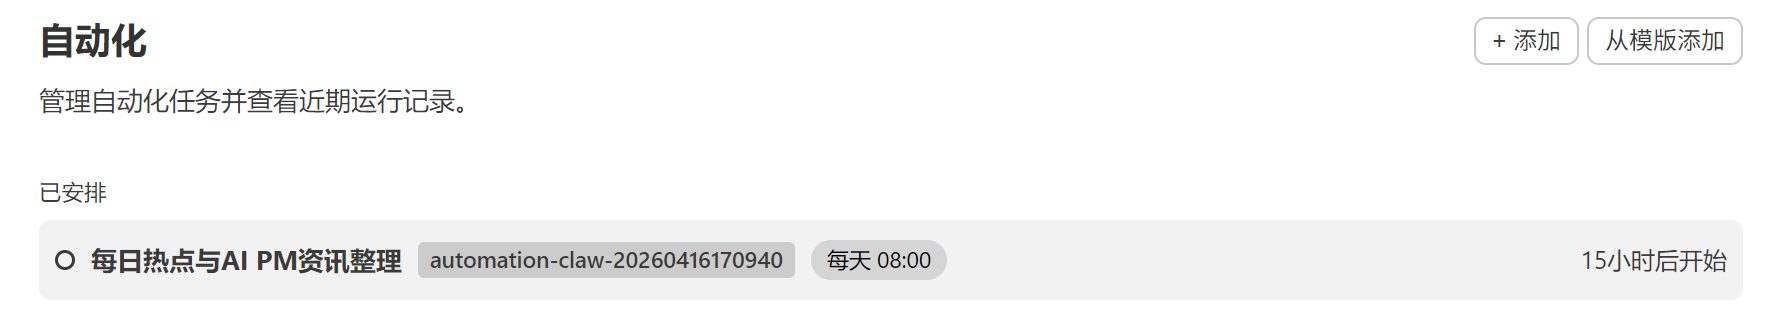 自动化
+ 添加
从模版添加
管理自动化任务并查看近期运行记录。
已安排
每日热点与AI PM资讯整理 automation-claw-20260416170940 每天 08:00 15小时后开始